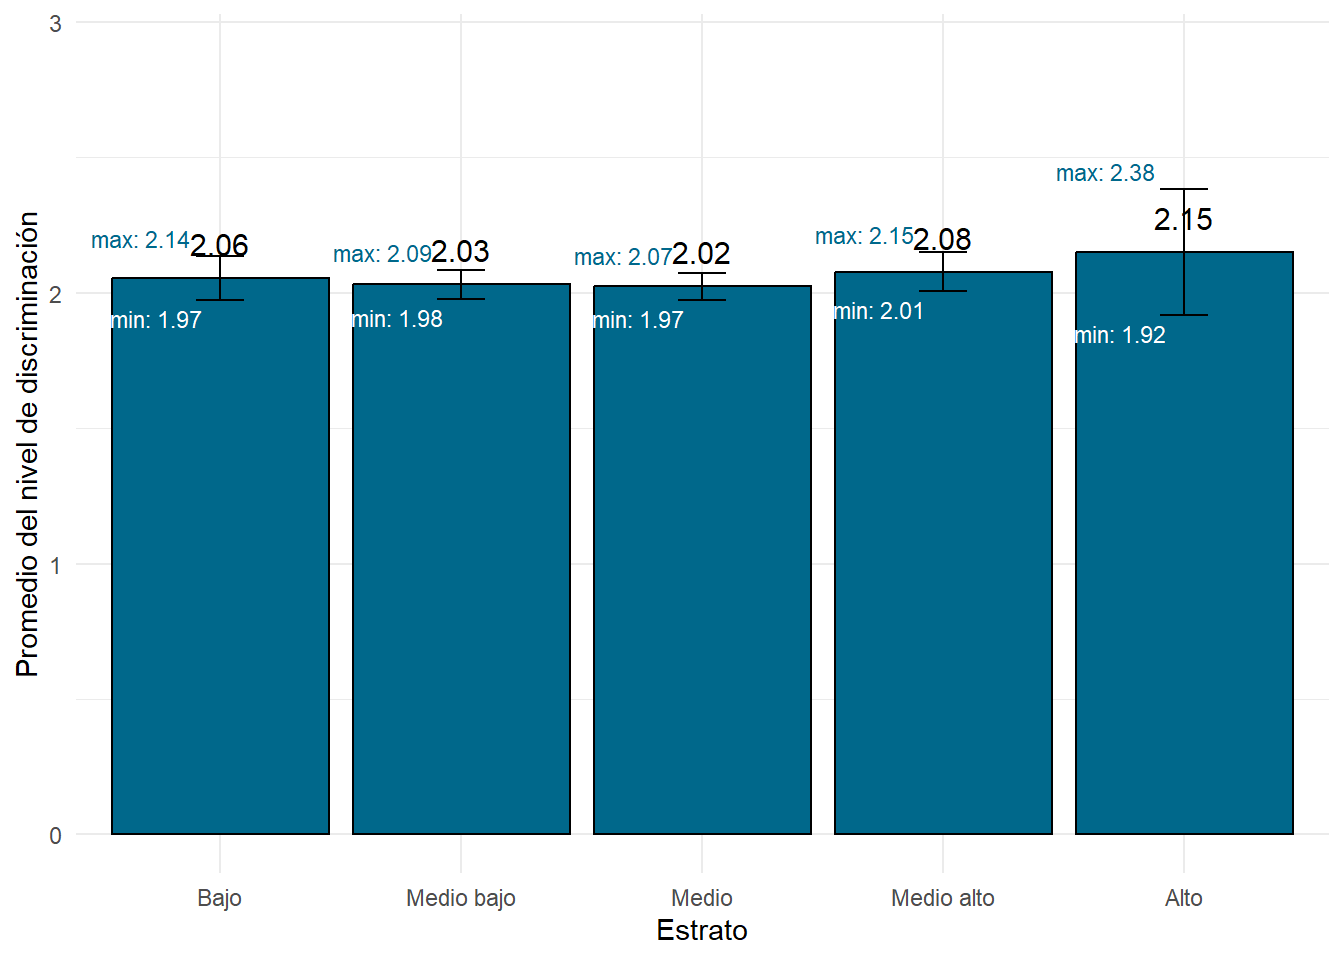 Promedio del nivel de discriminación
3
2
1
0
max: 2.14
2.06
min: 1.97
max: 2.09
2.03
min: 1.98
max: 2.07
2.02
min: 1.97
max: 2.15
2.08
min: 2.01
max: 2.38
2.15
min: 1.92
Bajo
Medio bajo
Medio
Medio alto
Alto
Estrato